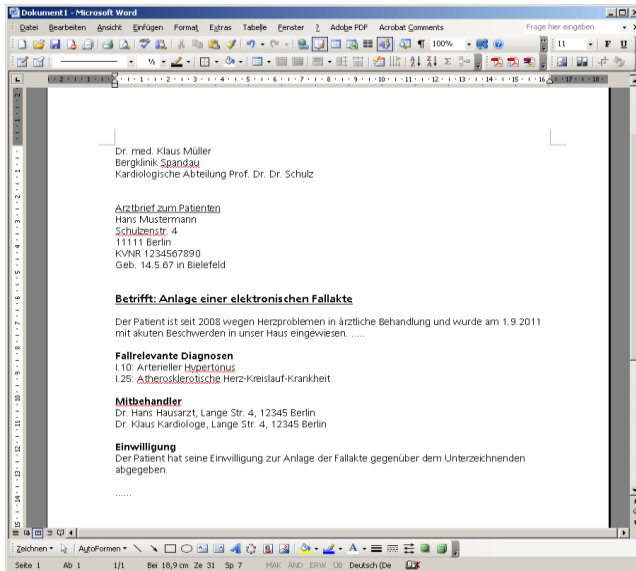 Dokument1 - Microsoft Word
Datei Bearbeiten Ansicht Einfügen Format Extras Tabelle Fenster ? Adobe PDF Acrobat Comments Frage hier eingeben
100% 11 F U
½
Dr. med. Klaus Müller
Bergklinik Spandau
Kardiologische Abteilung Prof. Dr. Dr. Schulz
Arztbrief zum Patienten
Hans Mustermann
Schulzenstr. 4
11111 Berlin
KVNR 1234567890
Geb. 14.5.67 in Bielefeld
Betrifft: Anlage einer elektronischen Fallakte
Der Patient ist seit 2008 wegen Herzproblemen in ärztliche Behandlung und wurde am 1.9.2011
mit akuten Beschwerden in unser Haus eingewiesen. .....
Fallrelevante Diagnosen
I.10: Arterieller Hypertonus
I.25: Atherosklerotische Herz-Kreislauf-Krankheit
Mitbehandler
Dr. Hans Hausarzt, Lange Str. 4, 12345 Berlin
Dr. Klaus Kardiologe, Lange Str. 4, 12345 Berlin
Einwilligung
Der Patient hat seine Einwilligung zur Anlage der Fallakte gegenüber dem Unterzeichnenden
abgegeben.
......
Zeichnen AutoFormen
Seite 1 Ab 1 1/1 Bei 18,9 cm Ze 31 Sp 7 MAK ÄND ERW ÜB Deutsch (De